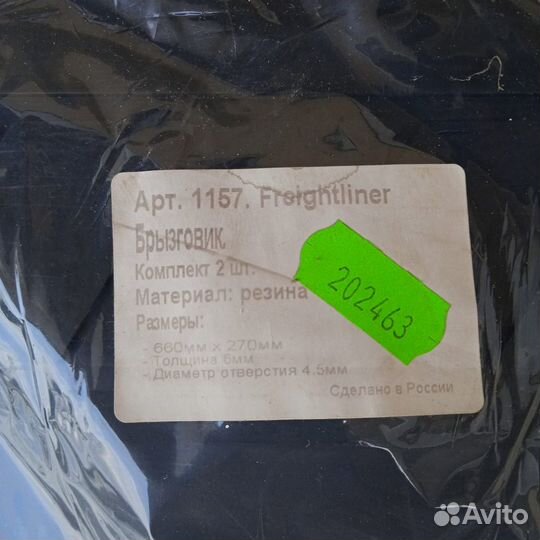 Арт. 1157. Freightliner
Брызговик.
Комплект 2 шт.
Материал: резина
Размеры:
- 660мм x 270мм
- Толщина 6мм
- Диаметр отверстия 4.5мм
Сделано в России
202463
Avito